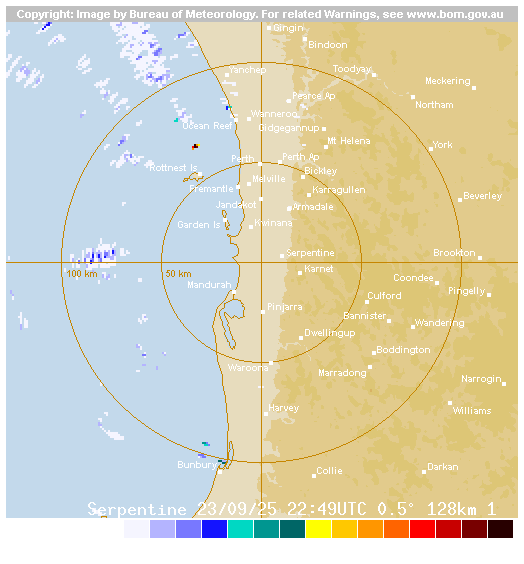 Copyright: Image by Bureau of Meteorology. For related Warnings, see www.bom.gov.au
Gingin
Bindoon
Yanchep
Toodyay
Meckering
Pearce Ap
Northam
Wanneroo
Ocean Reef
Gidgegannup
Mt Helena
York
Perth
Perth Ap
Rottnest Is
Bickley
Melville
Fremantle
Karragullen
Beverley
Jandakot
Armadale
Garden Is
Kwinana
Serpentine
Brookton
100 km
50 km
Karnet
Coondee
Mandurah
Pingelly
Cufford
Pinjarra
Bannister
Wandering
Dwellingup
Boddington
Waroona
Marradong
Narrogin
Harvey
Williams
Bunbury
Collie
Darkan
Serpentine 23/09/25 22:49UTC 0.5° 128km 1